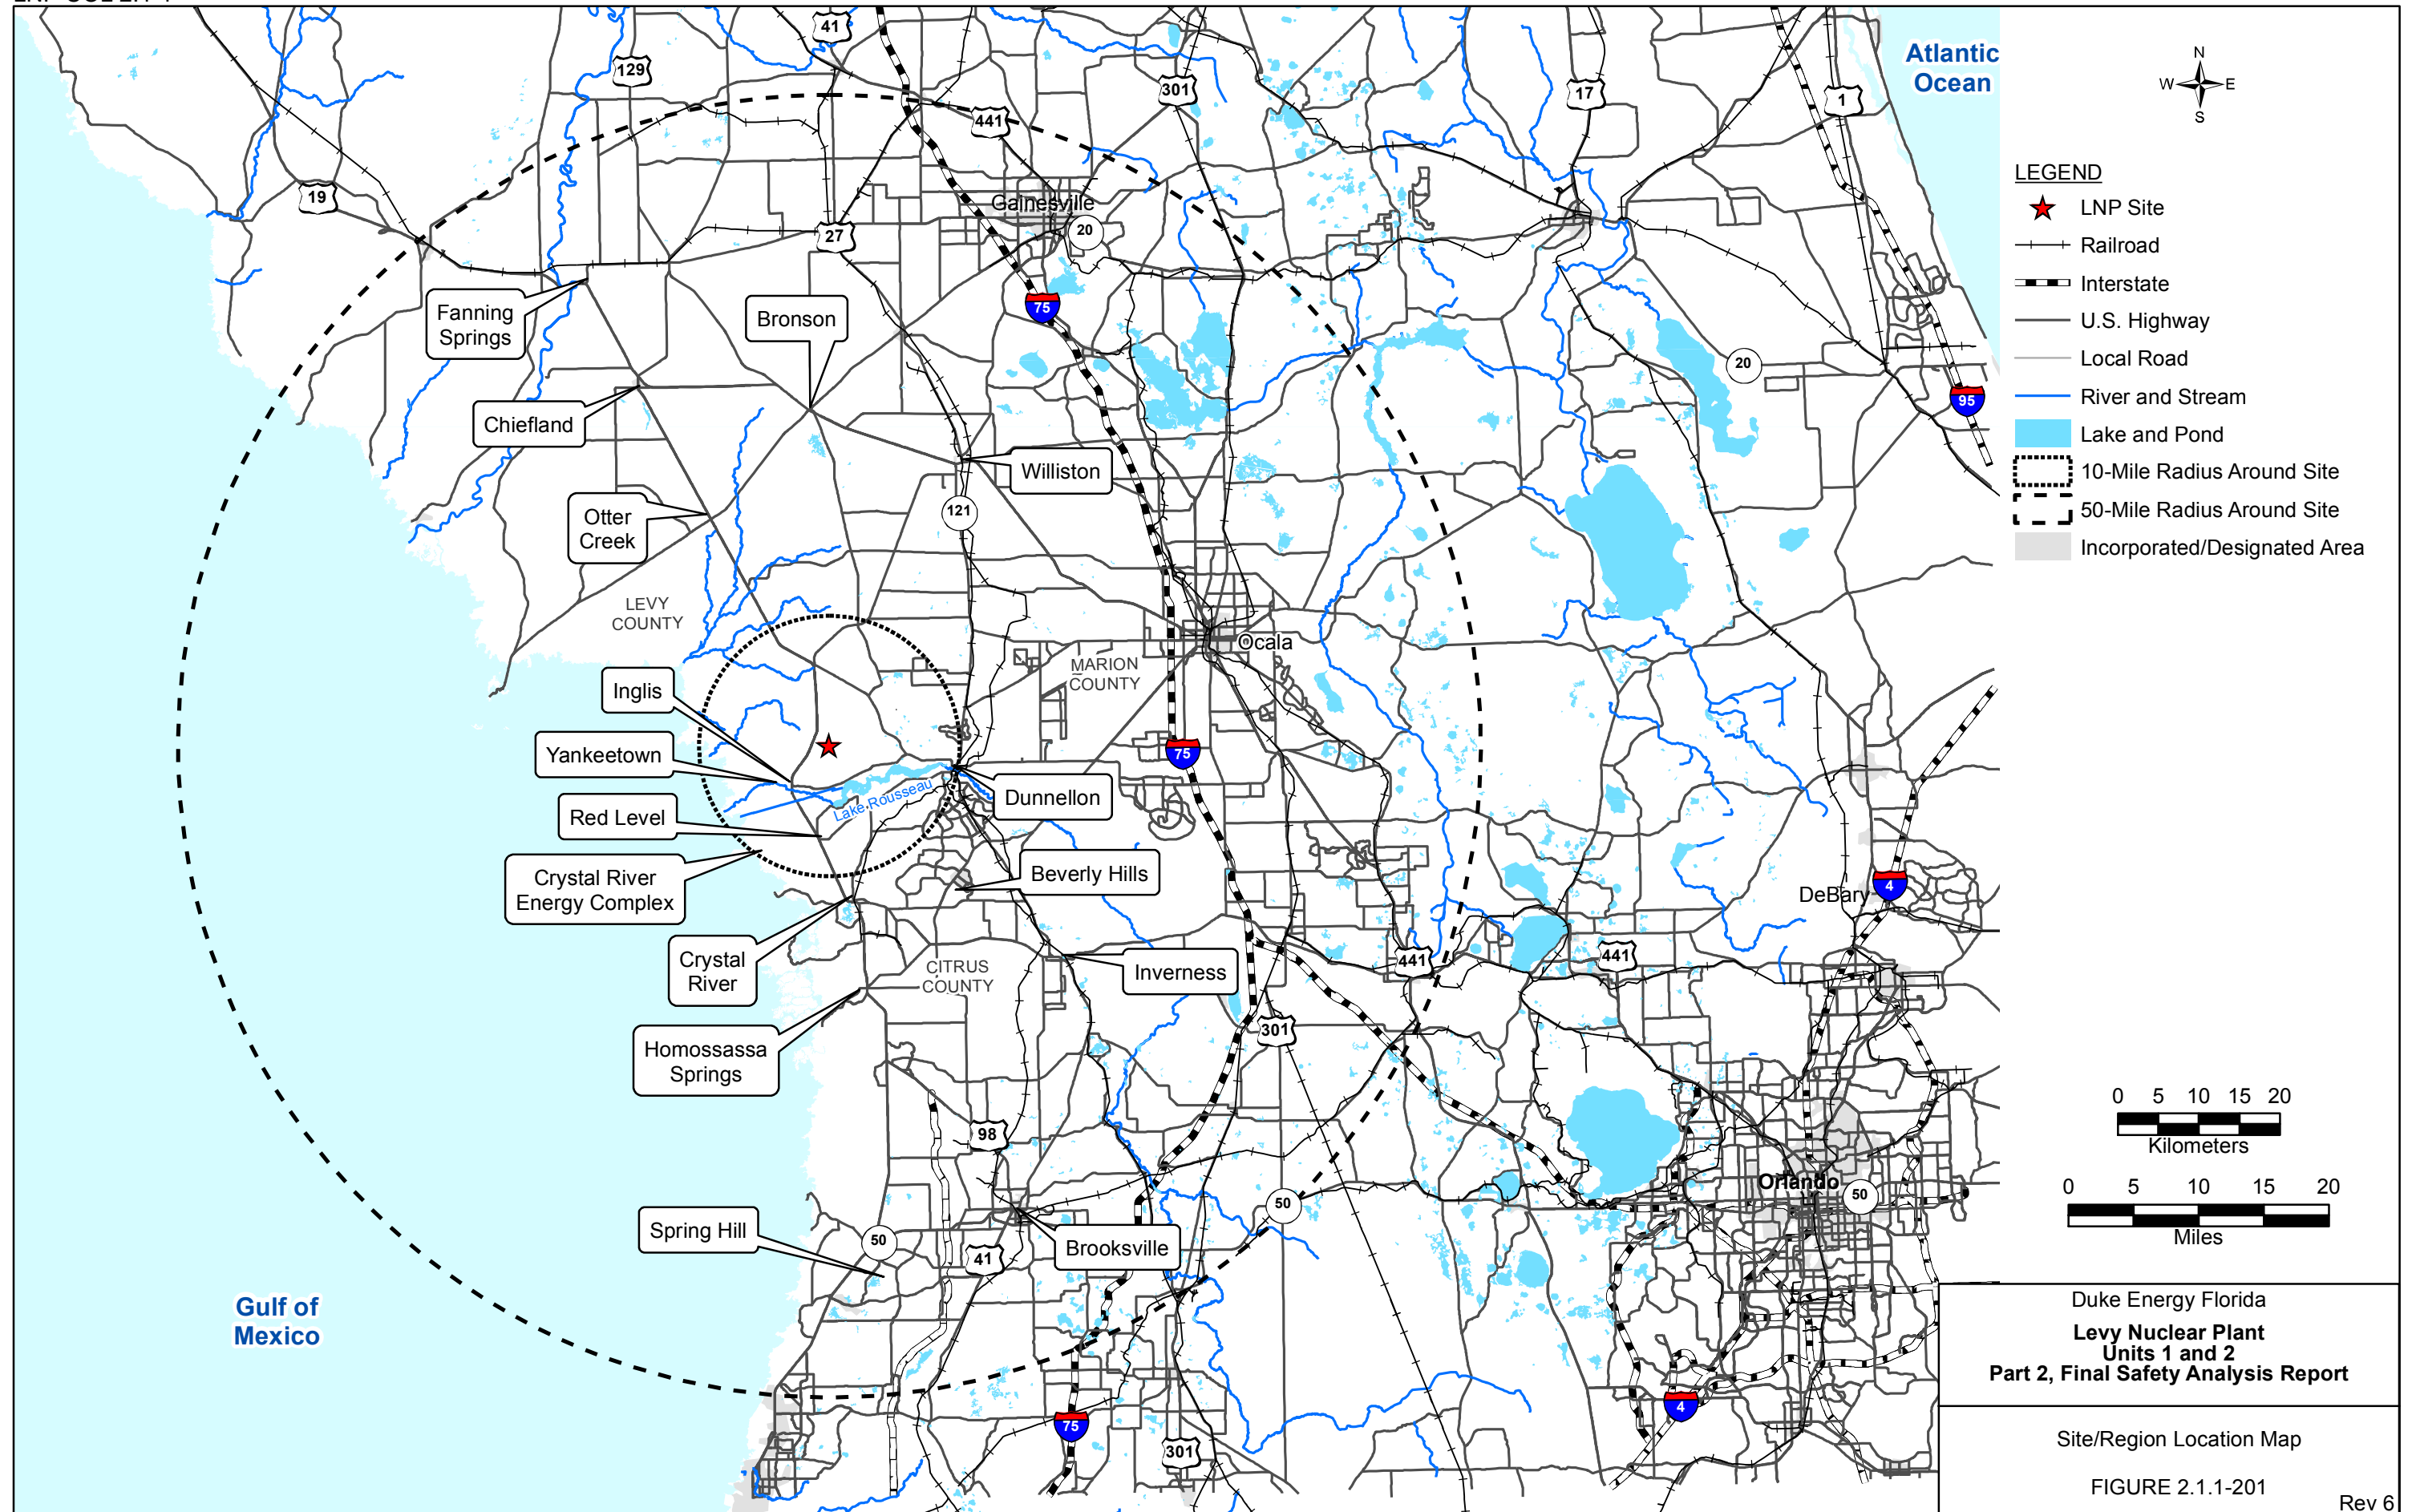 41
129
301
441
17
1
19
27
Gainesville
20
75
20
95
Atlantic
Ocean
N
W
E
S
LEGEND
LNP Site
Railroad
Interstate
U.S. Highway
Local Road
River and Stream
Lake and Pond
10-Mile Radius Around Site
50-Mile Radius Around Site
Incorporated/Designated Area
Fanning
Springs
Bronson
Chiefland
Williston
121
Otter
Creek
LEVY
COUNTY
Ocala
MARION
COUNTY
Inglis
Yankeetown
75
Lake Rousseau
Dunnellon
Red Level
Crystal River
Energy Complex
Beverly Hills
DeBary
4
Crystal
River
CITRUS
COUNTY
Inverness
441
441
301
Homossassa
Springs
98
50
Orlando
50
Spring Hill
50
41
Brooksville
Gulf of
Mexico
75
301
4
0 5 10 15 20
Kilometers
0 5 10 15 20
Miles
Duke Energy Florida
Levy Nuclear Plant
Units 1 and 2
Part 2, Final Safety Analysis Report
Site/Region Location Map
FIGURE 2.1.1-201
Rev 6